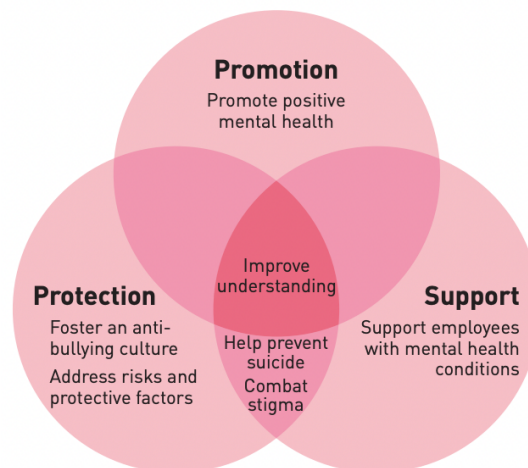 Promotion
Promote positive
mental health
Improve
understanding
Protection
Foster an anti-
bullying culture
Address risks and
protective factors
Help prevent
suicide
Combat
stigma
Support
Support employees
with mental health
conditions